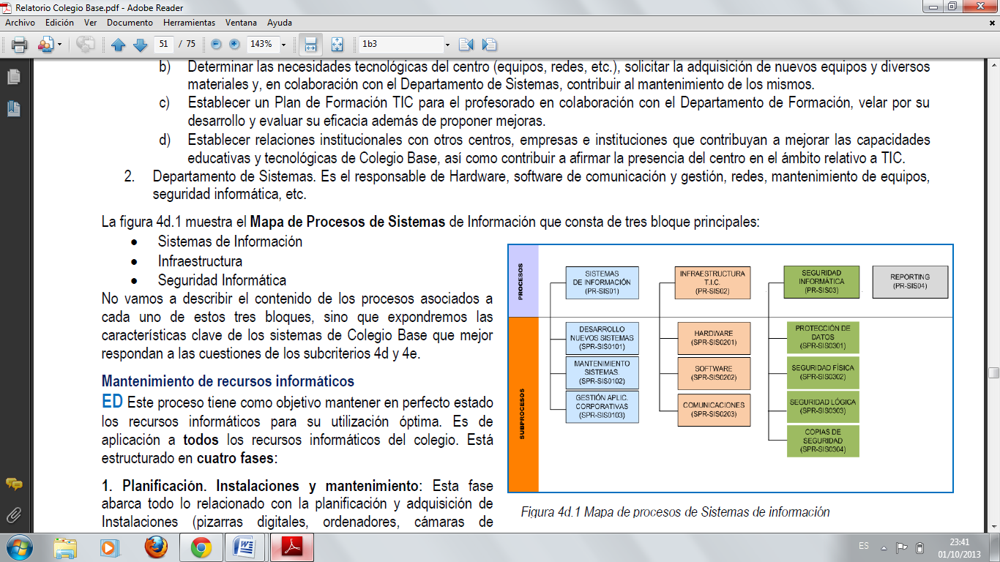 Relatorio Colegio Base.pdf - Adobe Reader
Archivo Edición Ver Documento Herramientas Ventana Ayuda
51 / 75 143% 1b3
b) Determinar las necesidades tecnológicas del centro (equipos, redes, etc.), solicitar la adquisición de nuevos equipos y diversos
materiales y, en colaboración con el Departamento de Sistemas, contribuir al mantenimiento de los mismos.
c) Establecer un Plan de Formación TIC para el profesorado en colaboración con el Departamento de Formación, velar por su
desarrollo y evaluar su eficacia además de proponer mejoras.
d) Establecer relaciones institucionales con otros centros, empresas e instituciones que contribuyan a mejorar las capacidades
educativas y tecnológicas de Colegio Base, así como contribuir a afirmar la presencia del centro en el ámbito relativo a TIC.
2. Departamento de Sistemas. Es el responsable de Hardware, software de comunicación y gestión, redes, mantenimiento de equipos,
seguridad informática, etc.
La figura 4d.1 muestra el Mapa de Procesos de Sistemas de Información que consta de tres bloque principales:
• Sistemas de Información
• Infraestructura
• Seguridad Informática
No vamos a describir el contenido de los procesos asociados a
cada uno de estos tres bloques, sino que expondremos las
características clave de los sistemas de Colegio Base que mejor
respondan a las cuestiones de los subcriterios 4d y 4e.
Mantenimiento de recursos informáticos
ED Este proceso tiene como objetivo mantener en perfecto estado
los recursos informáticos para su utilización óptima. Es de
aplicación a todos los recursos informáticos del colegio. Está
estructurado en cuatro fases:
1. Planificación. Instalaciones y mantenimiento: Esta fase
abarca todo lo relacionado con la planificación y adquisición de
Instalaciones (pizarras digitales, ordenadores, cámaras de
PROCESOS
SISTEMAS
DE INFORMACIÓN
(PR-SIS01)
INFRAESTRUCTURA
T.I.C.
(PR-SIS02)
SEGURIDAD
INFORMÁTICA
(PR-SIS03)
REPORTING
(PR-SIS04)
SUBPROCESOS
DESARROLLO
NUEVOS SISTEMAS
(SPR-SIS0101)
MANTENIMIENTO
SISTEMAS.
(SPR-SIS0102)
GESTIÓN APLIC.
CORPORATIVAS
(SPR-SIS0103)
HARDWARE
(SPR-SIS0201)
SOFTWARE
(SPR-SIS0202)
COMUNICACIONES
(SPR-SIS0203)
PROTECCIÓN DE
DATOS
(SPR-SIS0301)
SEGURIDAD FÍSICA
(SPR-SIS0302)
SEGURIDAD LÓGICA
(SPR-SIS0303)
COPIAS DE
SEGURIDAD
(SPR-SIS0304)
Figura 4d.1 Mapa de procesos de Sistemas de información
ES
23:41
01/10/2013